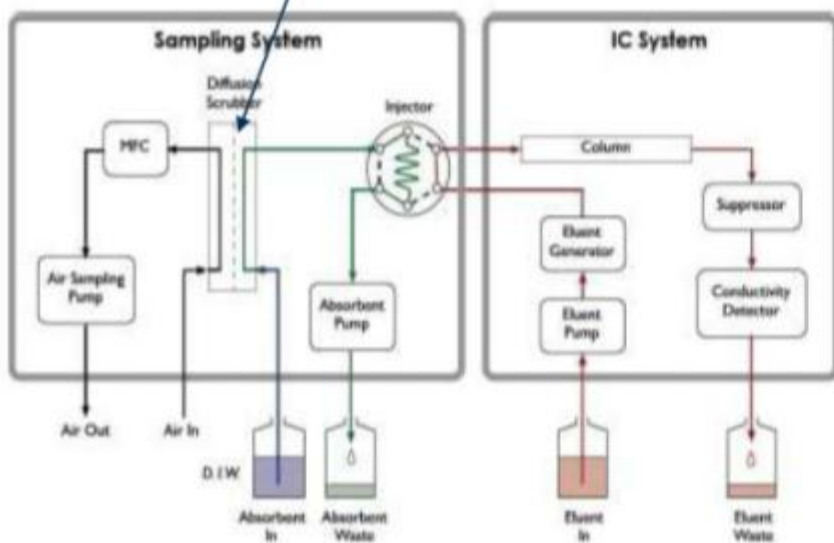 Sampling System
IC System
Diffusion
Scrubber
Injector
MFC
Column
Suppressor
Eluent
Generator
Air Sampling
Pump
Absorbent
Pump
Eluent
Pump
Conductivity
Detector
Air Out
Air In
D.I.W.
Absorbent
In
Absorbent
Waste
Eluent
In
Eluent
Waste